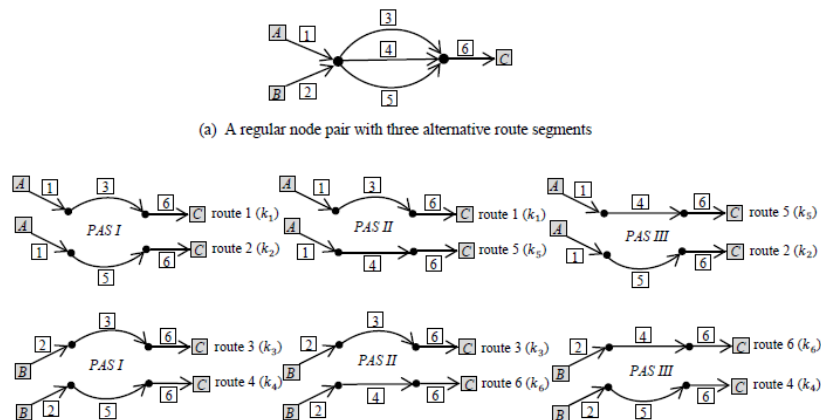 A 1 3
4 6 C
B 2 5
(a) A regular node pair with three alternative route segments
A 1 3 6 C route 1 (k1)
A PAS I
1 5 6 C route 2 (k2)
A 1 3 6 C route 1 (k1)
A PAS II
1 4 6 C route 5 (k5)
A 1 4 6 C route 5 (k5)
A PAS III
1 5 6 C route 2 (k2)
2 3 6 C route 3 (k3)
B PAS I
2 B 5 6 C route 4 (k4)
2 3 6 C route 3 (k3)
B PAS II
2 B 4 6 C route 6 (k6)
2 4 6 C route 6 (k6)
B PAS III
2 B 5 6 C route 4 (k4)